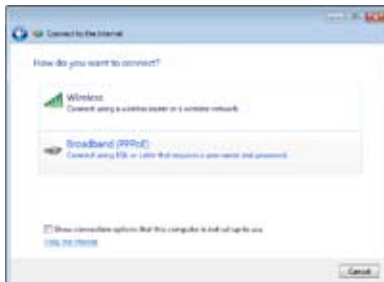 Connect to the Internet
How do you want to connect?
Wireless
Connect using a wireless router or a wireless network.
Broadband (PPPoE)
Connect using DSL or cable that requires a user name and password.
Show connection options that this computer is not set up to use
Help me choose
Cancel